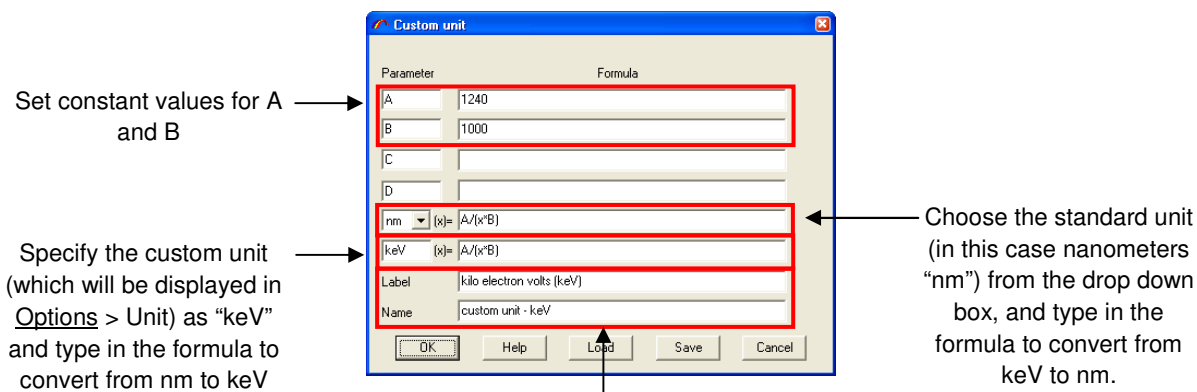 Custom unit
Parameter Formula
A 1240
B 1000
C
D
nm (x)= A/(x*B)
keV (x)= A/(x*B)
Label kilo electron volts (keV)
Name custom unit - keV
OK Help Load Save Cancel
Set constant values for A
and B
Specify the custom unit
(which will be displayed in
Options > Unit) as “keV”
and type in the formula to
convert from nm to keV
Choose the standard unit
(in this case nanometers
“nm”) from the drop down
box, and type in the
formula to convert from
keV to nm.